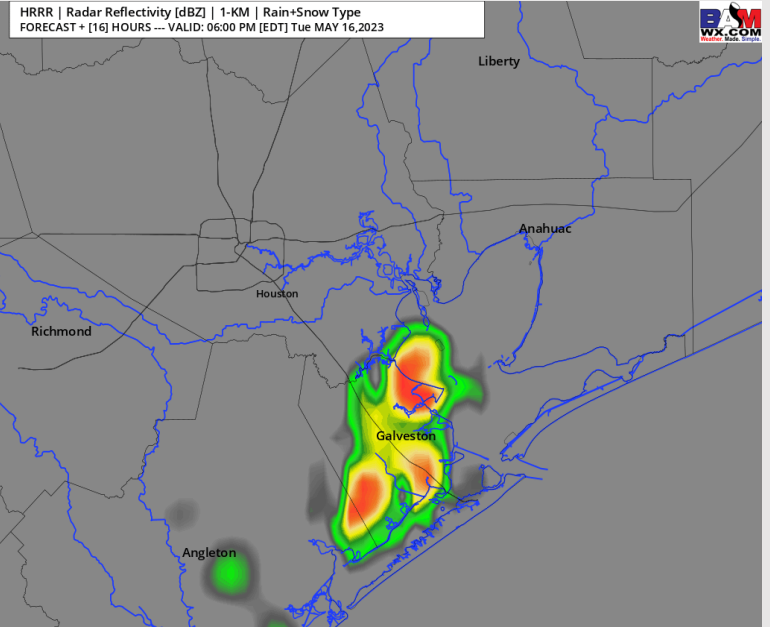 HRRR | Radar Reflectivity [dBZ] | 1-KM | Rain+Snow Type
FORECAST + [16] HOURS --- VALID: 06:00 PM [EDT] Tue MAY 16,2023
BAM
WX.COM
Weather. Made. Simple.
Liberty
Anahuac
Houston
Richmond
Galveston
Angleton